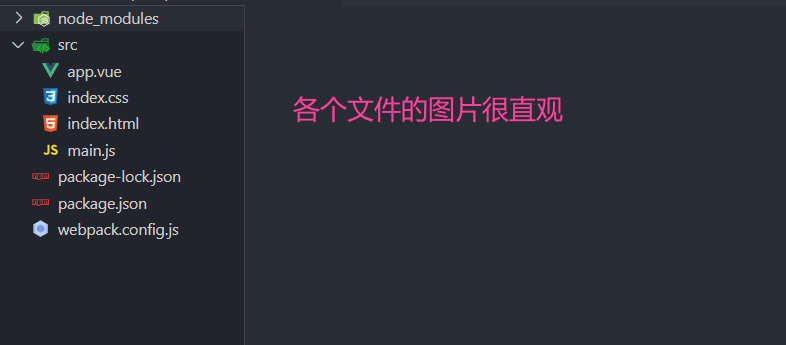 node_modules
src
app.vue
index.css
index.html
JS main.js
package-lock.json
package.json
webpack.config.js
各个文件的图片很直观